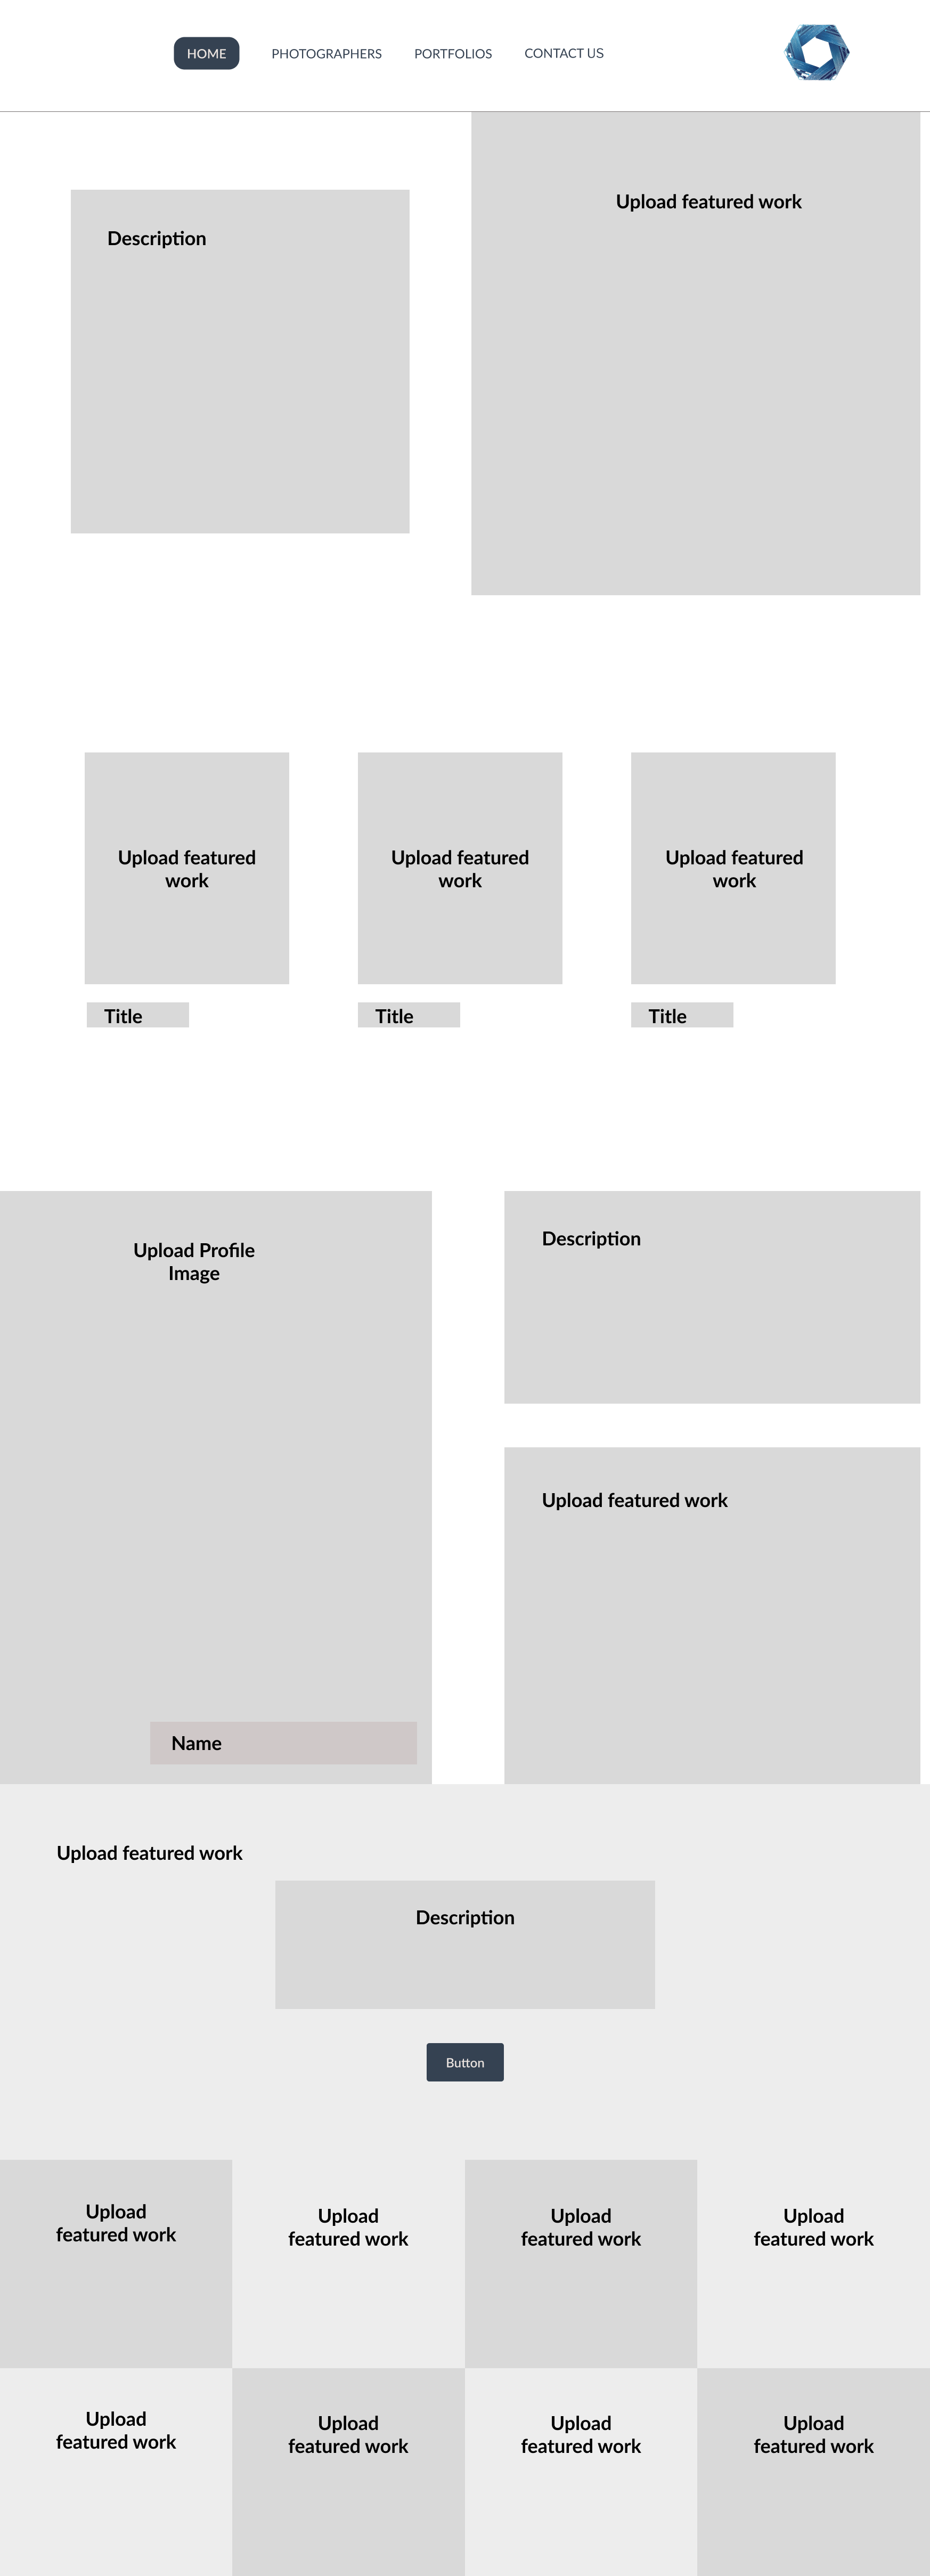 HOME
PHOTOGRAPHERS
PORTFOLIOS
CONTACT US
Description
Upload featured work
Upload featured
work
Upload featured
work
Upload featured
work
Title
Title
Title
Upload Profile
Image
Name
Description
Upload featured work
Upload featured work
Description
Button
Upload
featured work
Upload
featured work
Upload
featured work
Upload
featured work
Upload
featured work
Upload
featured work
Upload
featured work
Upload
featured work